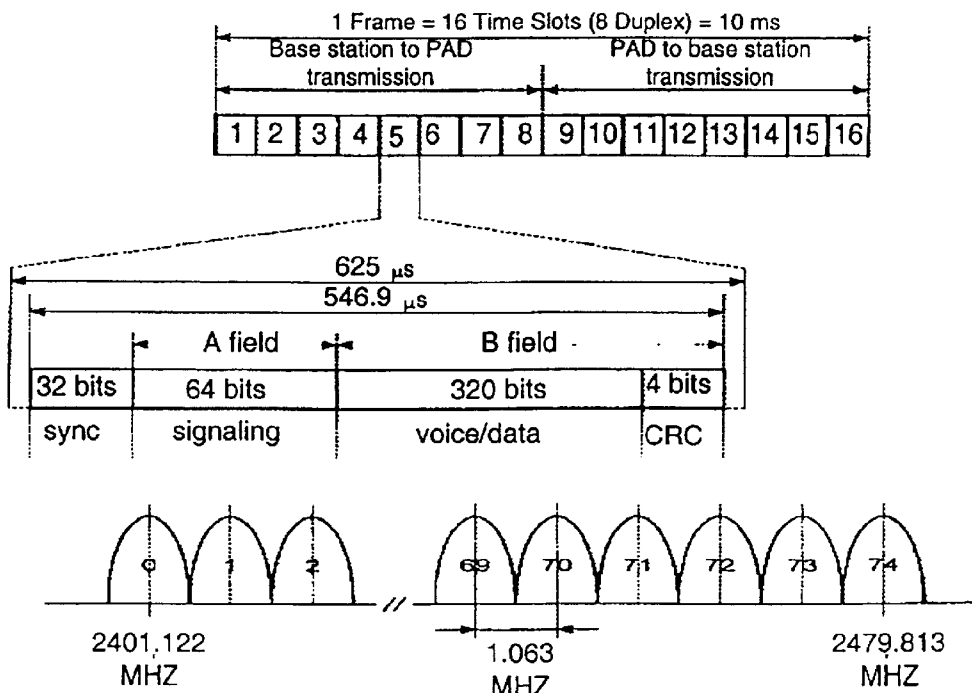 1 Frame = 16 Time Slots (8 Duplex) = 10 ms
Base station to PAD transmission
PAD to base station transmission
1 2 3 4 5 6 7 8 9 10 11 12 13 14 15 16
625 μs
546.9 μs
A field B field
32 bits 64 bits 320 bits 4 bits
sync signaling voice/data CRC
0 1 2 // 69 70 71 72 73 74
2401.122 MHZ
1.063 MHZ
2479.813 MHZ